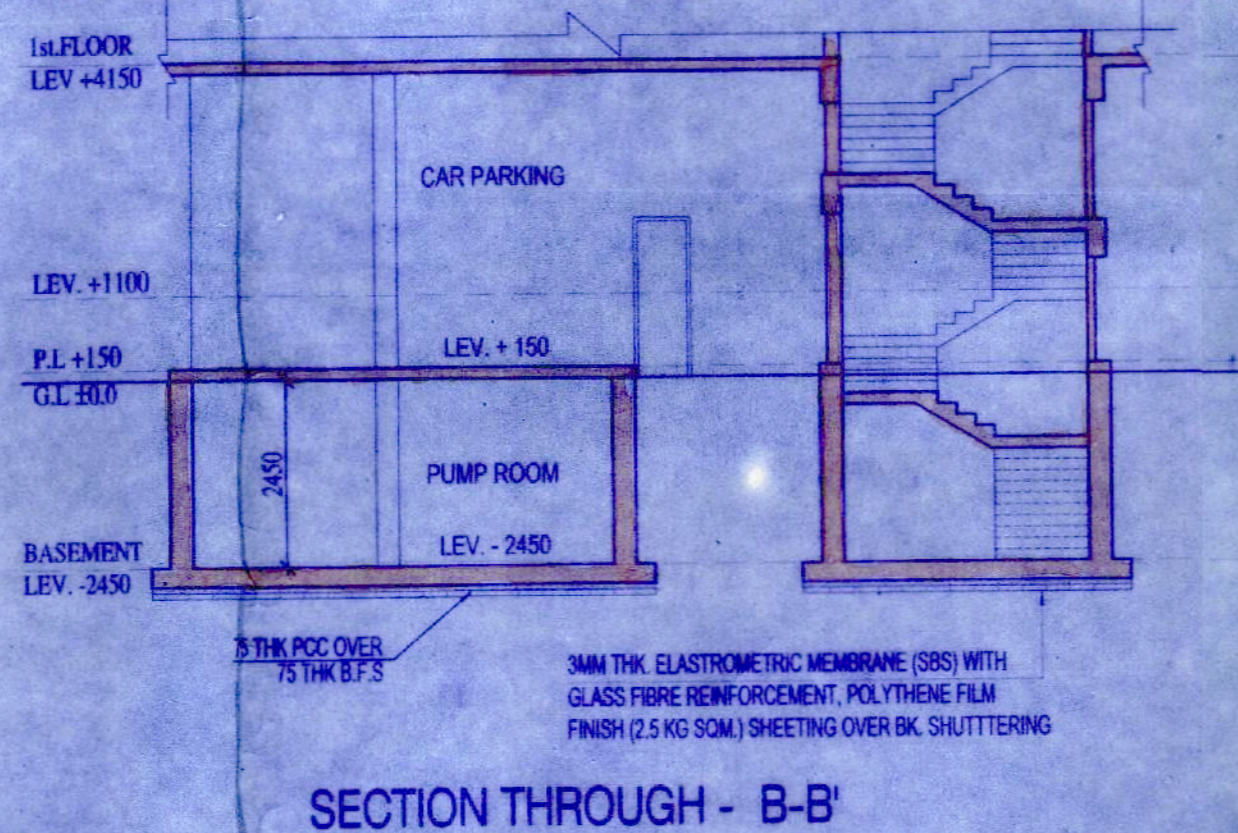 1st.FLOOR
LEV +4150
CAR PARKING
LEV. +1100
P.L +150
LEV. + 150
G.L ±0.0
2450
PUMP ROOM
BASEMENT
LEV. - 2450
LEV. -2450
75 THK PCC OVER
75 THK B.F.S
3MM THK. ELASTROMETRIC MEMBRANE (SBS) WITH
GLASS FIBRE REINFORCEMENT, POLYTHENE FILM
FINISH (2.5 KG SQM.) SHEETING OVER BK. SHUTTTERING
SECTION THROUGH - B-B'